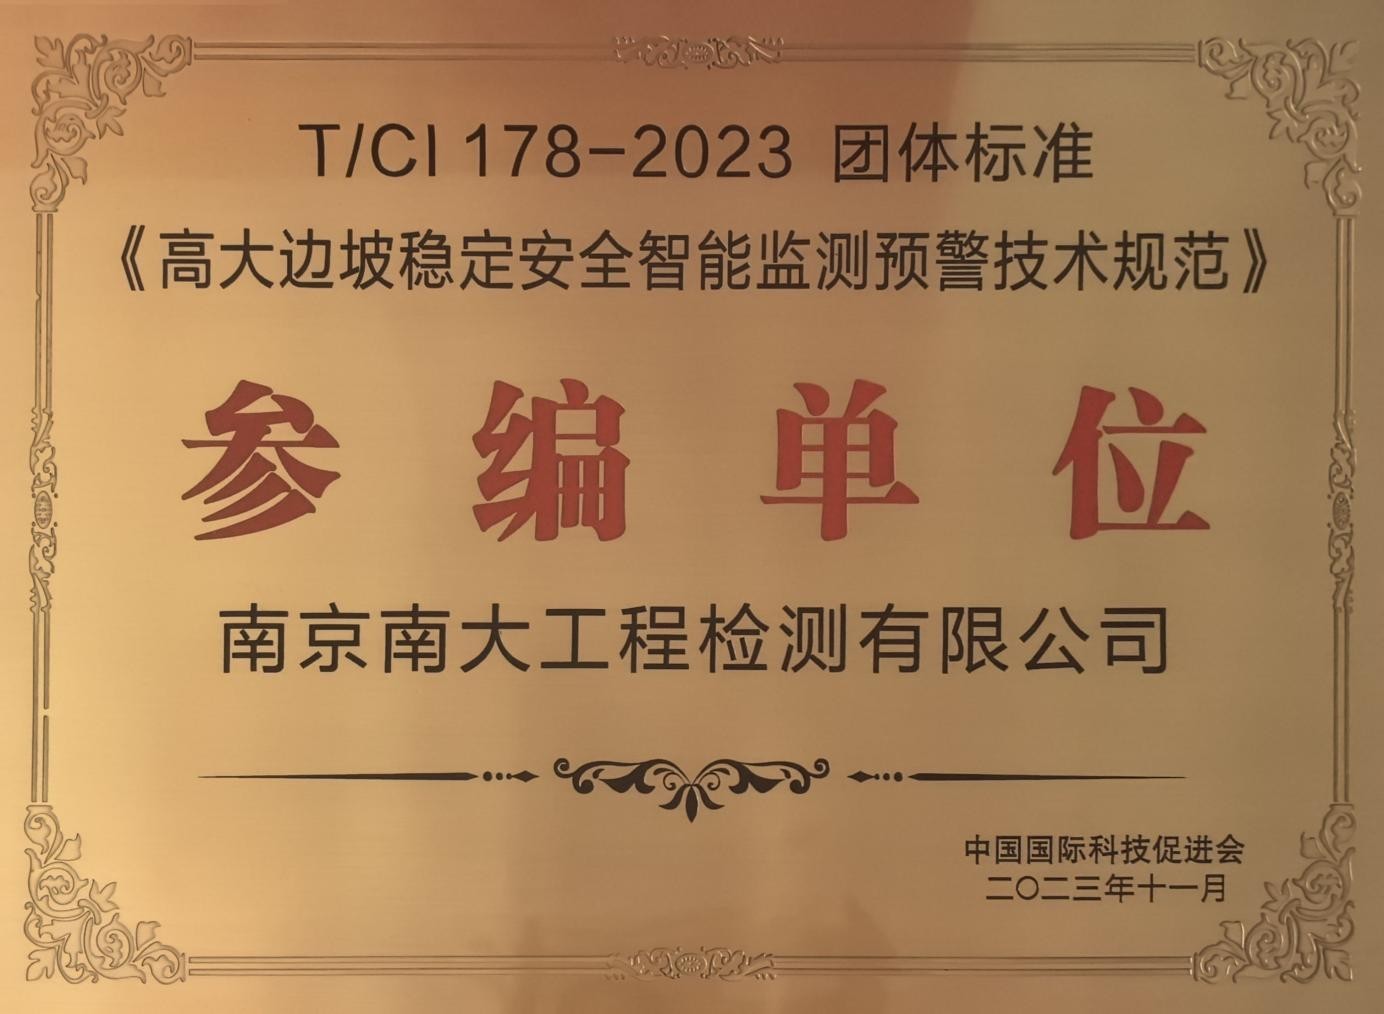 T/CI 178-2023 团体标准
《高大边坡稳定安全智能监测预警技术规范》
参编单位
南京南大工程检测有限公司
中国国际科技促进会
二〇二三年十一月